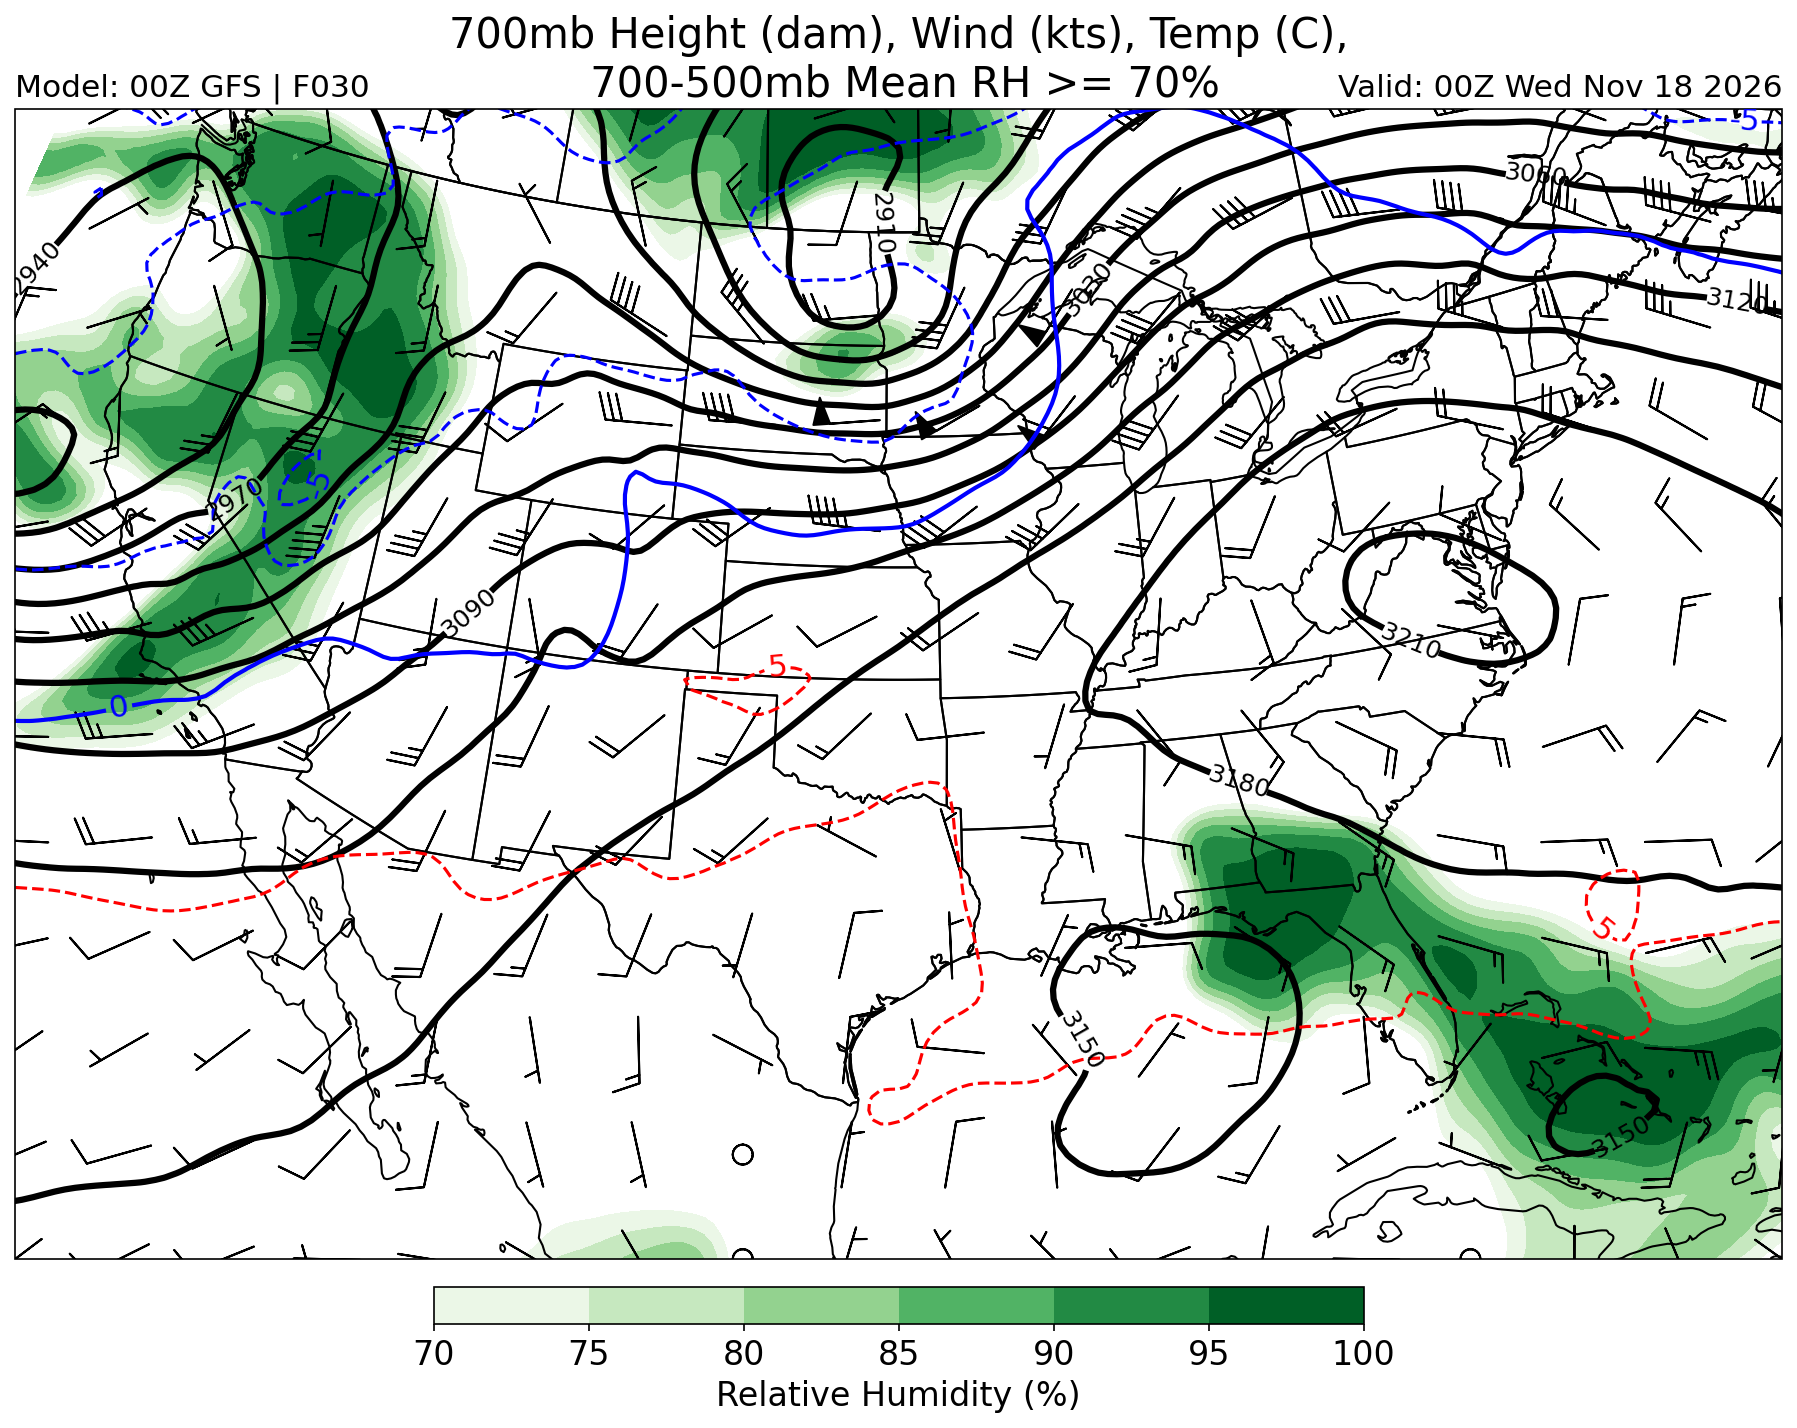 700mb Height (dam), Wind (kts), Temp (C),
700-500mb Mean RH >= 70%
Model: 00Z GFS | F030
Valid: 00Z Wed Nov 18 2026
-5
3060
2910
2940
3030
3120
-5
2970
3090
3210
5
0
3180
5
3150
3150
70 75 80 85 90 95 100
Relative Humidity (%)